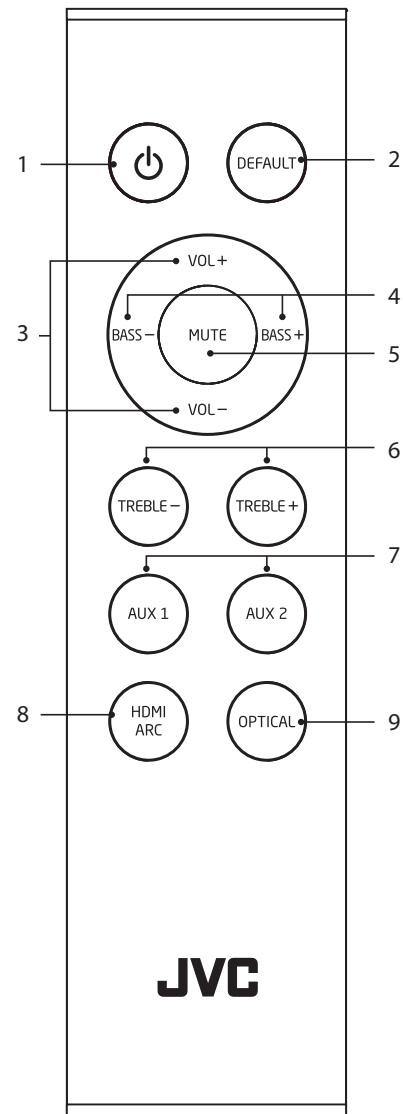 1
DEFAULT
2
VOL+
3
BASS−
MUTE
BASS+
4
5
VOL−
6
TREBLE−
TREBLE+
7
AUX 1
AUX 2
8
HDMI
ARC
OPTICAL
9
JVC